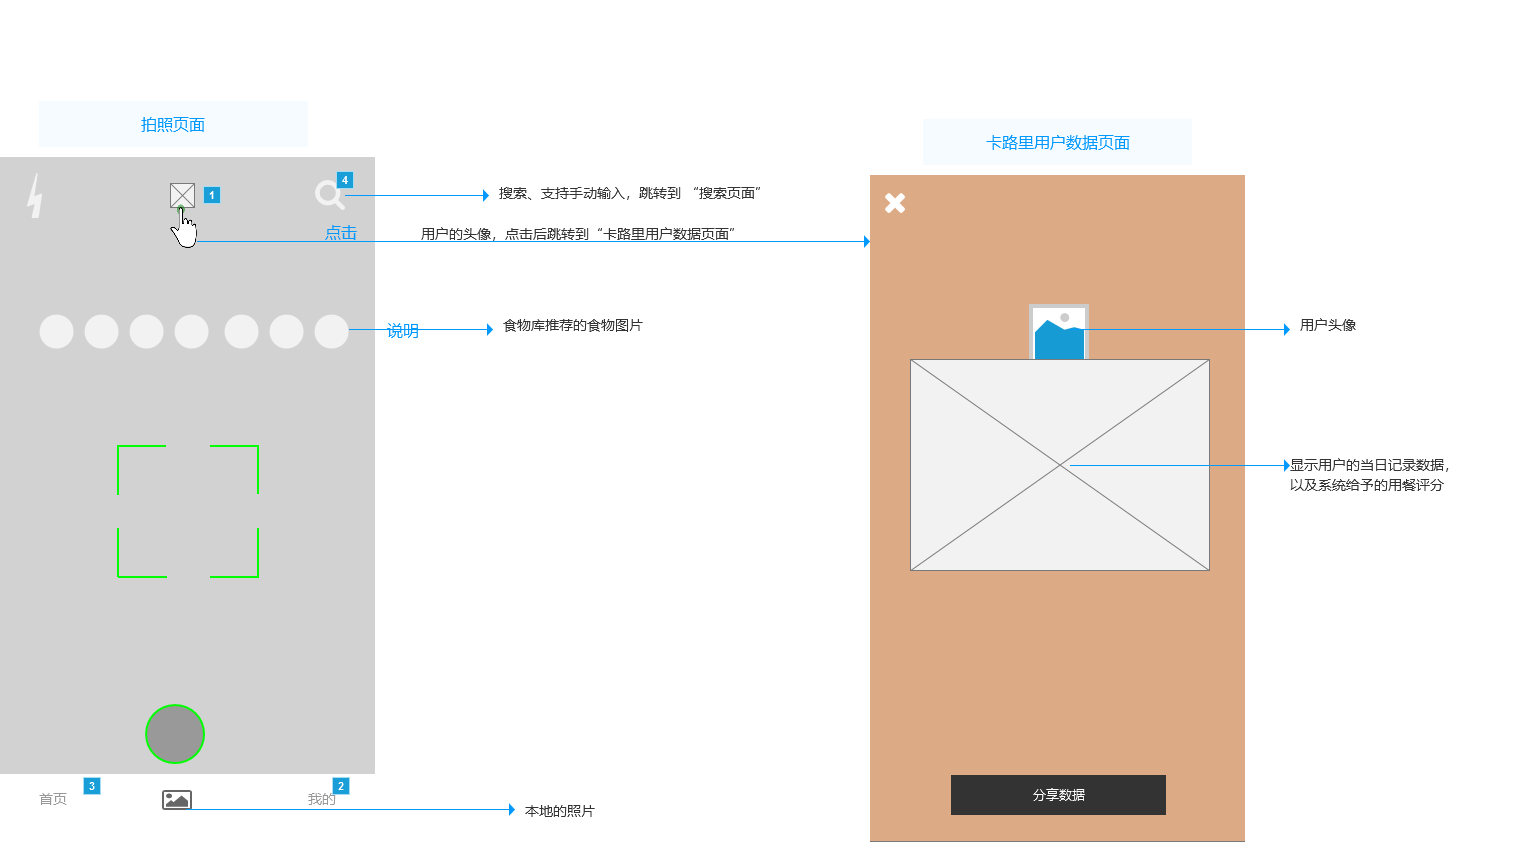 拍照页面
卡路里用户数据页面
4
1
搜索、支持手动输入，跳转到 “搜索页面”
点击
用户的头像，点击后跳转到“卡路里用户数据页面”
说明
食物库推荐的食物图片
用户头像
显示用户的当日记录数据，
以及系统给予的用餐评分
3
2
首页
我的
本地的照片
分享数据